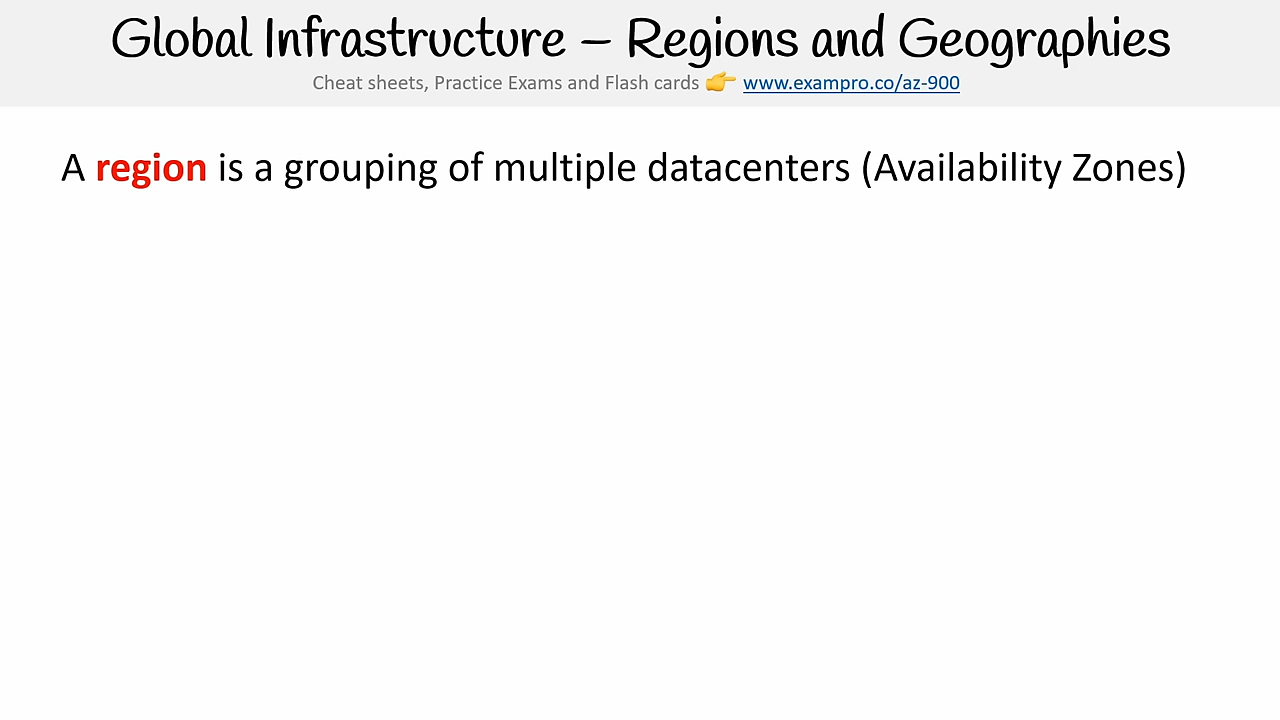 Global Infrastructure – Regions and Geographies
Cheat sheets, Practice Exams and Flash cards 👉 www.exampro.co/az-900
A region is a grouping of multiple datacenters (Availability Zones)